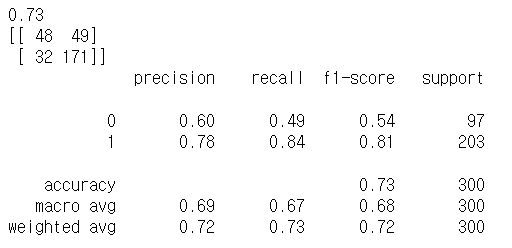 0.73
[[ 48  49]
 [ 32 171]]
precision recall f1-score support
0 0.60 0.49 0.54 97
1 0.78 0.84 0.81 203
accuracy 0.73 300
macro avg 0.69 0.67 0.68 300
weighted avg 0.72 0.73 0.72 300